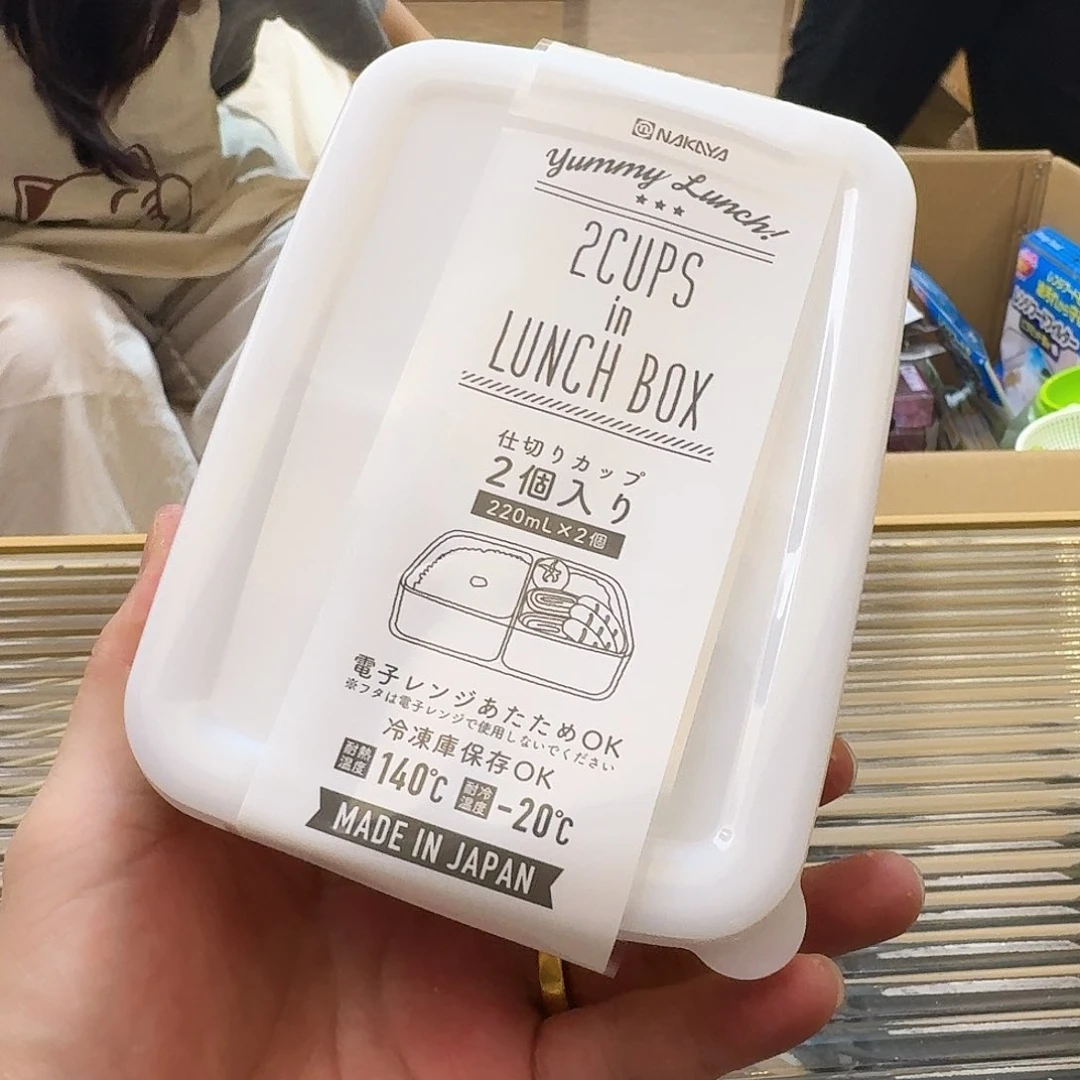 NAKAYA
Yummy Lunch!
2CUPS
in
LUNCH BOX
仕切りカップ
2個入り
220mL×2個
電子レンジあたためOK
※フタは電子レンジで使用しないでください
冷凍庫保存OK
耐熱温度 140℃ 耐冷温度 -20℃
MADE IN JAPAN